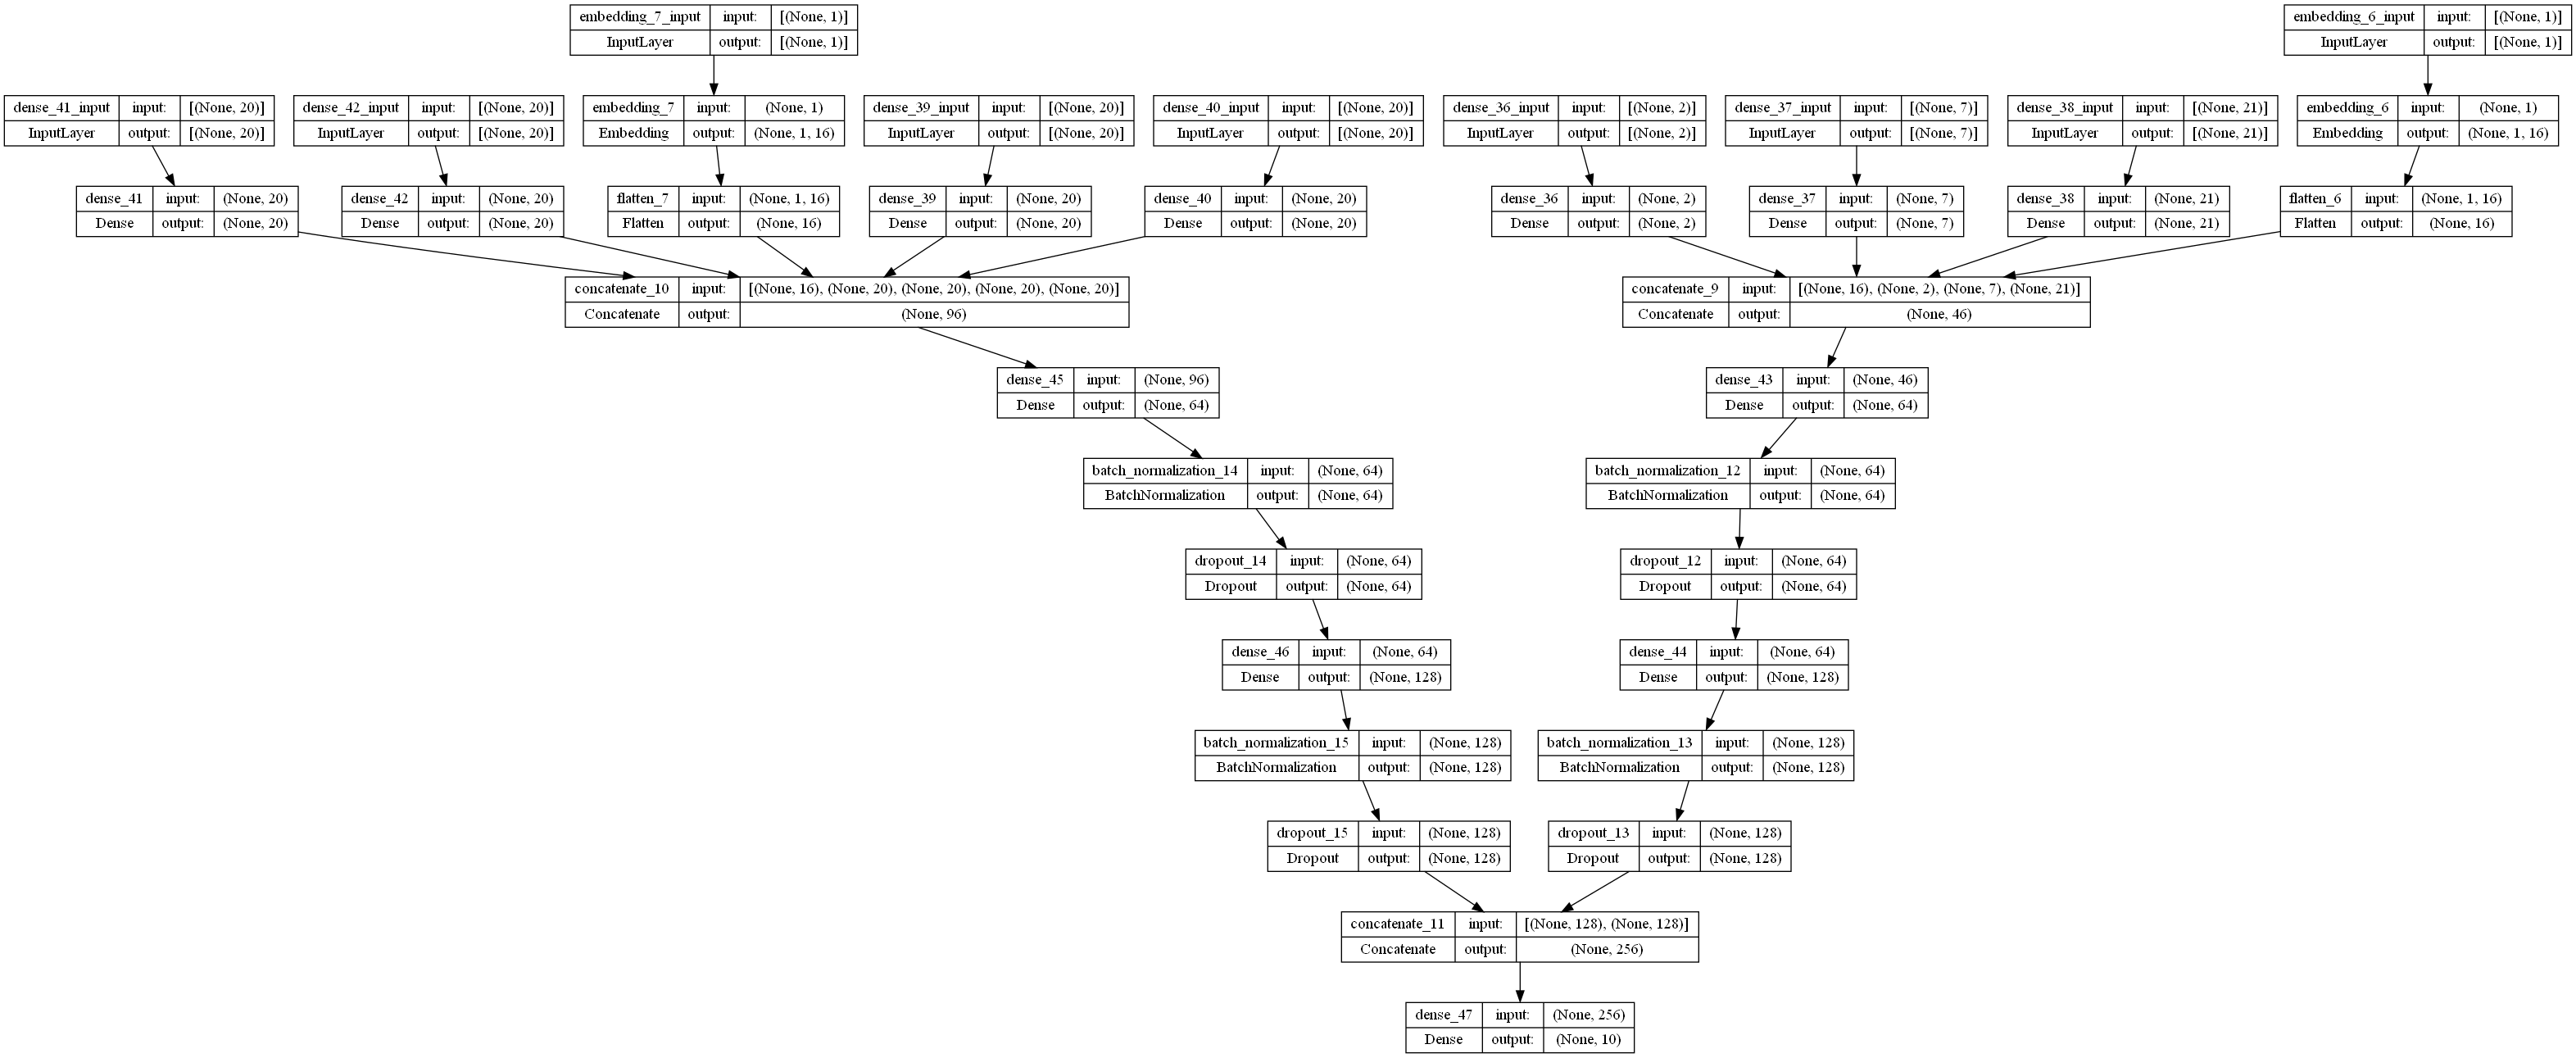 embedding_7_input input: [(None, 1)]
InputLayer output: [(None, 1)]
embedding_6_input input: [(None, 1)]
InputLayer output: [(None, 1)]
dense_41_input input: [(None, 20)]
InputLayer output: [(None, 20)]
dense_42_input input: [(None, 20)]
InputLayer output: [(None, 20)]
embedding_7 input: (None, 1)
Embedding output: (None, 1, 16)
dense_39_input input: [(None, 20)]
InputLayer output: [(None, 20)]
dense_40_input input: [(None, 20)]
InputLayer output: [(None, 20)]
dense_36_input input: [(None, 2)]
InputLayer output: [(None, 2)]
dense_37_input input: [(None, 7)]
InputLayer output: [(None, 7)]
dense_38_input input: [(None, 21)]
InputLayer output: [(None, 21)]
embedding_6 input: (None, 1)
Embedding output: (None, 1, 16)
dense_41 input: (None, 20)
Dense output: (None, 20)
dense_42 input: (None, 20)
Dense output: (None, 20)
flatten_7 input: (None, 1, 16)
Flatten output: (None, 16)
dense_39 input: (None, 20)
Dense output: (None, 20)
dense_40 input: (None, 20)
Dense output: (None, 20)
dense_36 input: (None, 2)
Dense output: (None, 2)
dense_37 input: (None, 7)
Dense output: (None, 7)
dense_38 input: (None, 21)
Dense output: (None, 21)
flatten_6 input: (None, 1, 16)
Flatten output: (None, 16)
concatenate_10 input: [(None, 16), (None, 20), (None, 20), (None, 20), (None, 20)]
Concatenate output: (None, 96)
concatenate_9 input: [(None, 16), (None, 2), (None, 7), (None, 21)]
Concatenate output: (None, 46)
dense_45 input: (None, 96)
Dense output: (None, 64)
dense_43 input: (None, 46)
Dense output: (None, 64)
batch_normalization_14 input: (None, 64)
BatchNormalization output: (None, 64)
batch_normalization_12 input: (None, 64)
BatchNormalization output: (None, 64)
dropout_14 input: (None, 64)
Dropout output: (None, 64)
dropout_12 input: (None, 64)
Dropout output: (None, 64)
dense_46 input: (None, 64)
Dense output: (None, 128)
dense_44 input: (None, 64)
Dense output: (None, 128)
batch_normalization_15 input: (None, 128)
BatchNormalization output: (None, 128)
batch_normalization_13 input: (None, 128)
BatchNormalization output: (None, 128)
dropout_15 input: (None, 128)
Dropout output: (None, 128)
dropout_13 input: (None, 128)
Dropout output: (None, 128)
concatenate_11 input: [(None, 128), (None, 128)]
Concatenate output: (None, 256)
dense_47 input: (None, 256)
Dense output: (None, 10)